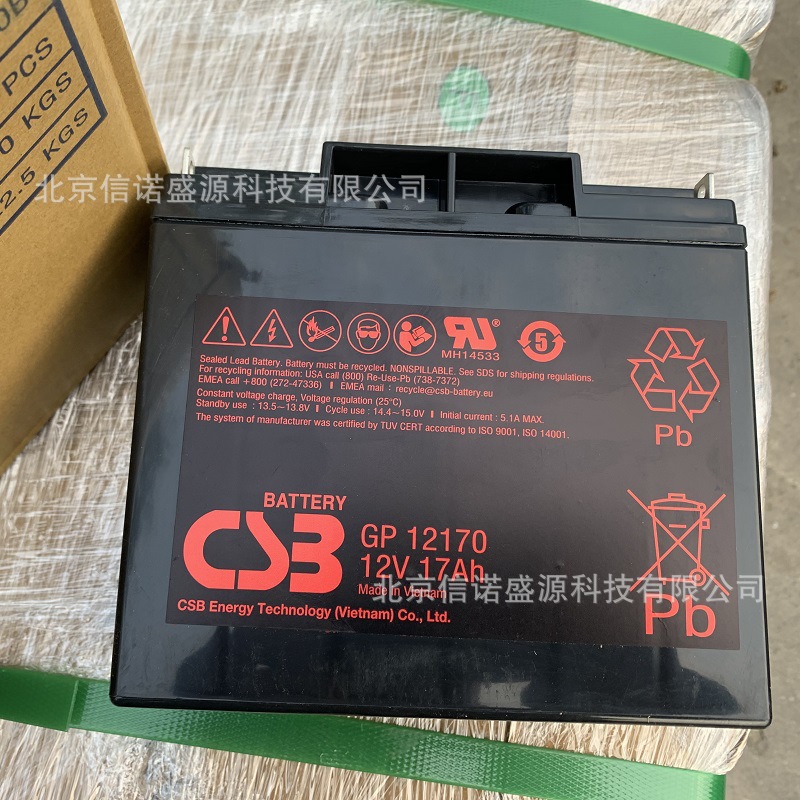 PCS
0 KGS
2.5 KGS
北京信诺盛源科技有限公司
MH14533
5
Sealed Lead Battery. Battery must be recycled. NONSPILLABLE. See SDS for shipping regulations.
For recycling information: USA call (800) Re-Use-Pb (738-7372)
EMEA call +800 (272-47336) | EMEA mail : recycle@csb-battery.eu
Constant voltage charge, Voltage regulation (25°C)
Standby use : 13.5~13.8V | Cycle use : 14.4~15.0V | Initial current : 5.1A MAX.
The system of manufacturer was certified by TUV CERT according to ISO 9001, ISO 14001.
Pb
BATTERY
CSB
GP 12170
12V 17Ah
Made in Vietnam
北京信诺盛源科技有限公司
CSB Energy Technology (Vietnam) Co., Ltd.
Pb